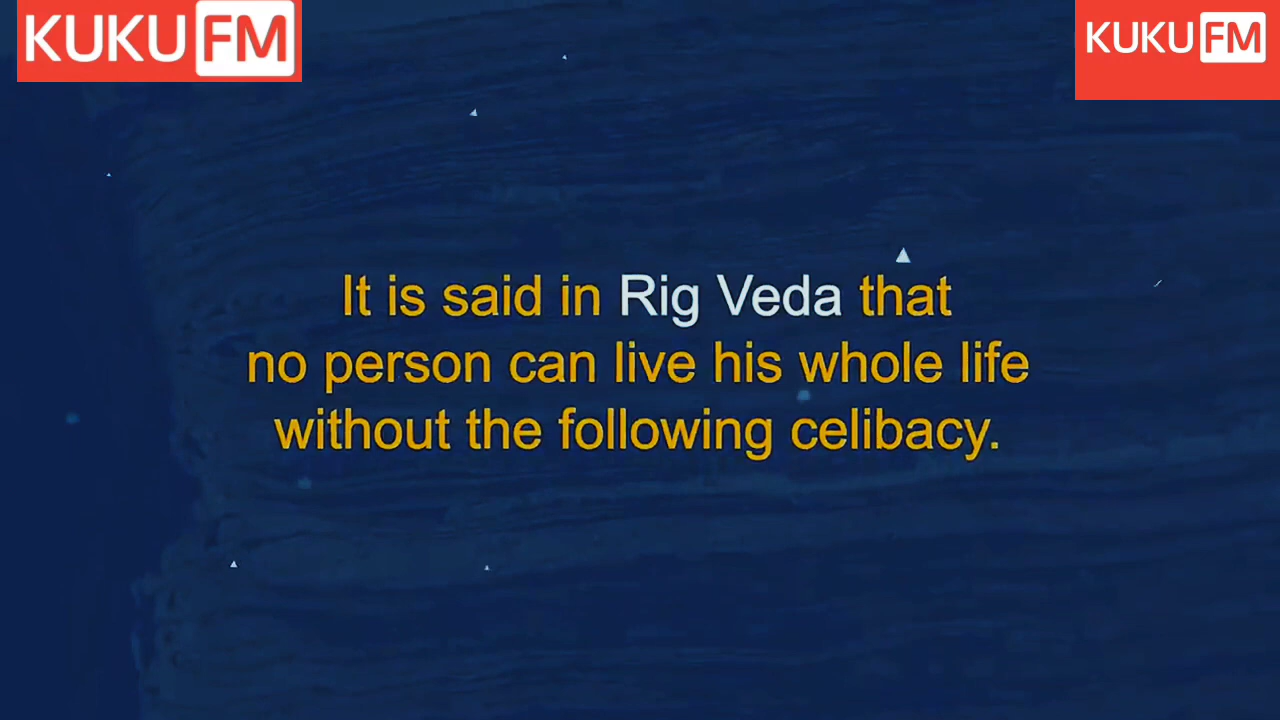 KUKU FM
KUKU FM
It is said in Rig Veda that
no person can live his whole life
without the following celibacy.